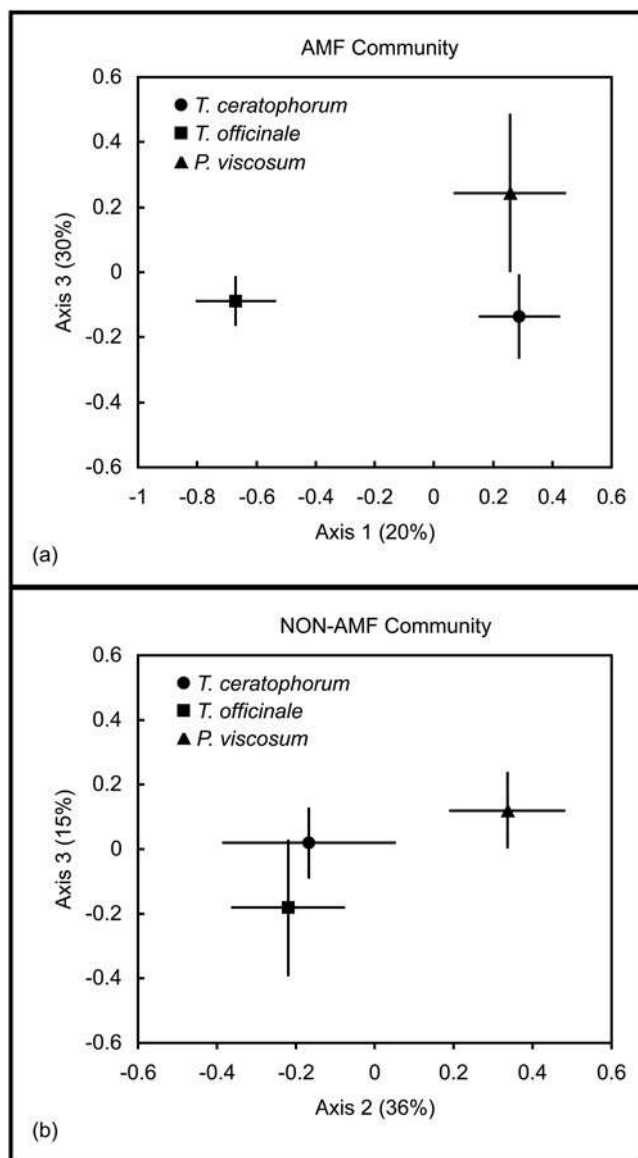 AMF Community
0.6
T. ceratophorum
0.4
T. officinale
P. viscosum
0.2
Axis 3 (30%)
0
-0.2
-0.4
-0.6
-1 -0.8 -0.6 -0.4 -0.2 0 0.2 0.4 0.6
Axis 1 (20%)
(a)
NON-AMF Community
0.6
T. ceratophorum
0.4
T. officinale
P. viscosum
0.2
Axis 3 (15%)
0
-0.2
-0.4
-0.6
-0.6 -0.4 -0.2 0 0.2 0.4 0.6
Axis 2 (36%)
(b)